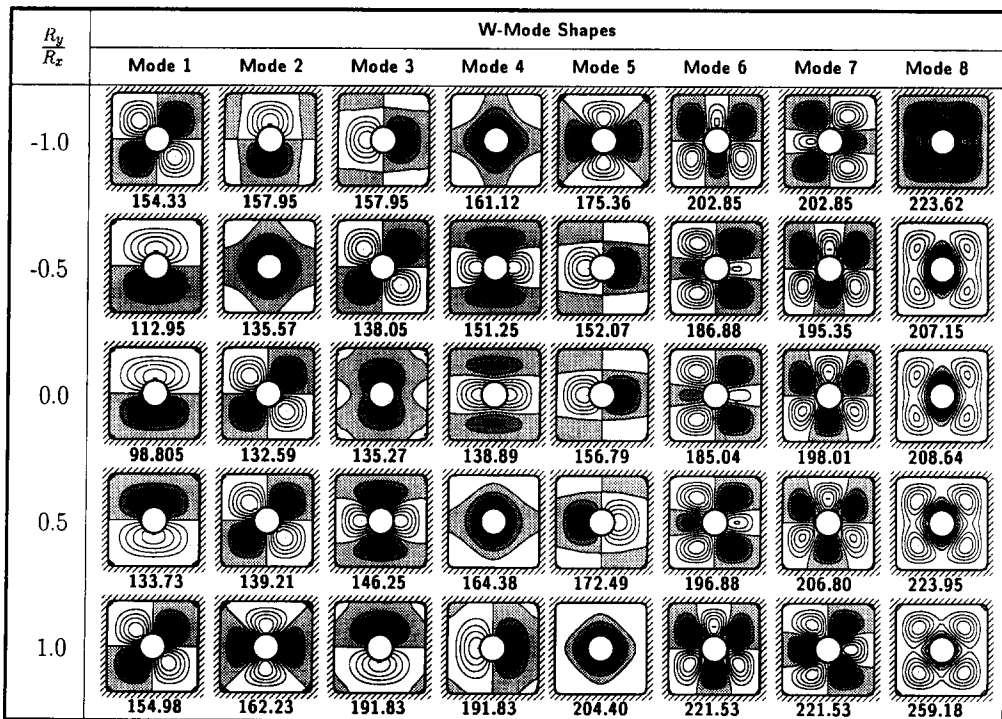 R_y
R_x
W-Mode Shapes
Mode 1 Mode 2 Mode 3 Mode 4 Mode 5 Mode 6 Mode 7 Mode 8
-1.0
154.33 157.95 157.95 161.12 175.36 202.85 202.85 223.62
-0.5
112.95 135.57 138.05 151.25 152.07 186.88 195.35 207.15
0.0
98.805 132.59 135.27 138.89 156.79 185.04 198.01 208.64
0.5
133.73 139.21 146.25 164.38 172.49 196.88 206.80 223.95
1.0
154.98 162.23 191.83 191.83 204.40 221.53 221.53 259.18